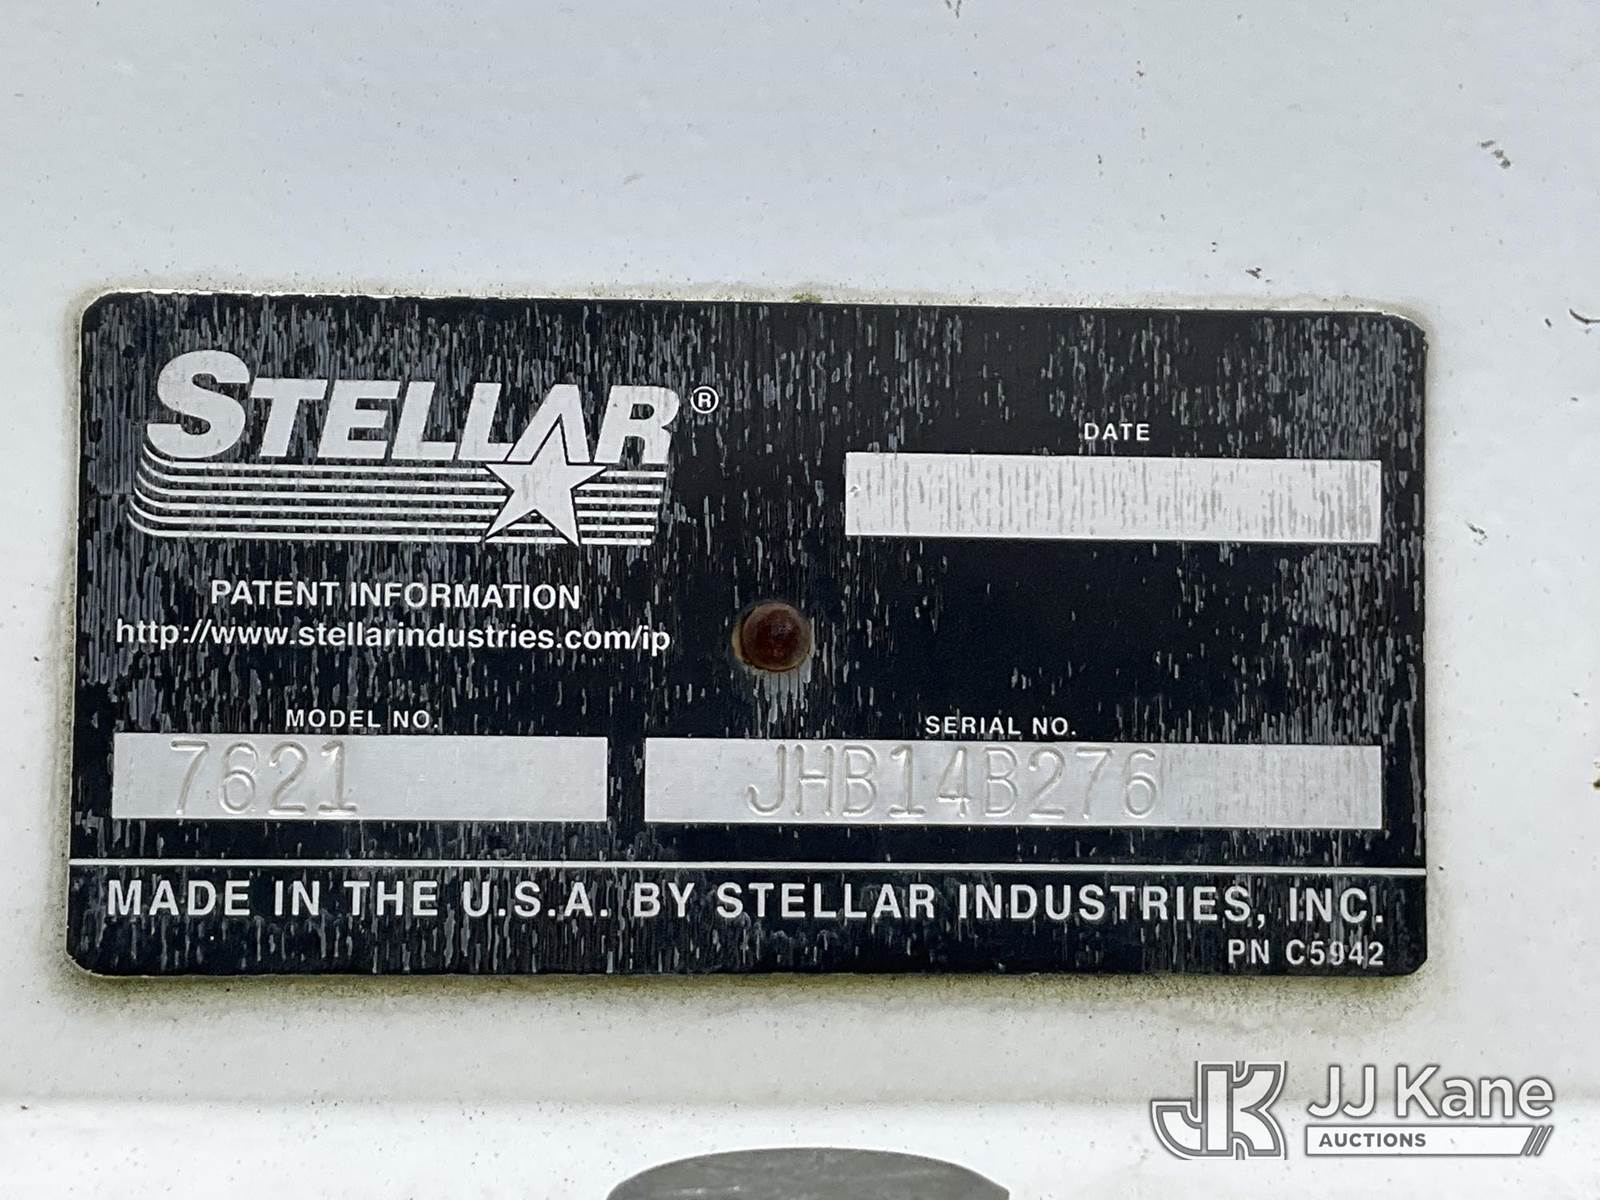 STELLAR®
DATE
PATENT INFORMATION
http://www.stellarindustries.com/ip
MODEL NO.
SERIAL NO.
7621
JHB14B276
MADE IN THE U.S.A. BY STELLAR INDUSTRIES, INC.
PN C5942
JK JJ Kane
AUCTIONS